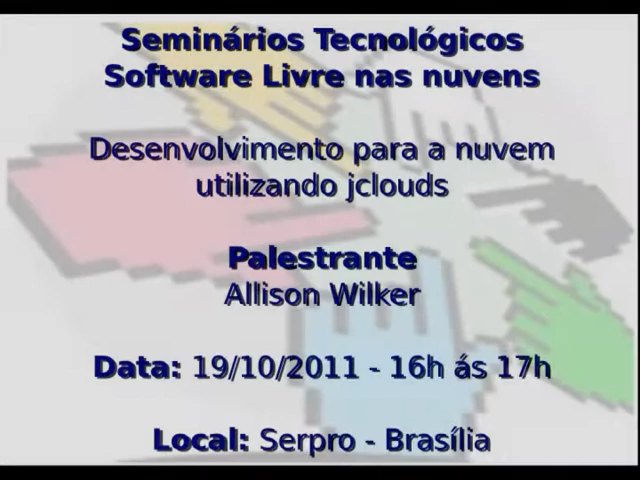 Seminários Tecnológicos
Software Livre nas nuvens
Desenvolvimento para a nuvem
utilizando jclouds
Palestrante
Allison Wilker
Data: 19/10/2011 - 16h ás 17h
Local: Serpro - Brasília